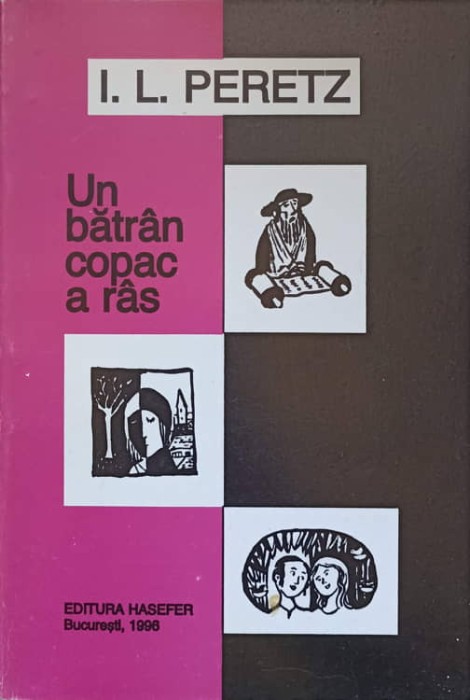 I. L. PERETZ
Un
bătrân
copac
a râs
EDITURA HASEFER
București, 1996